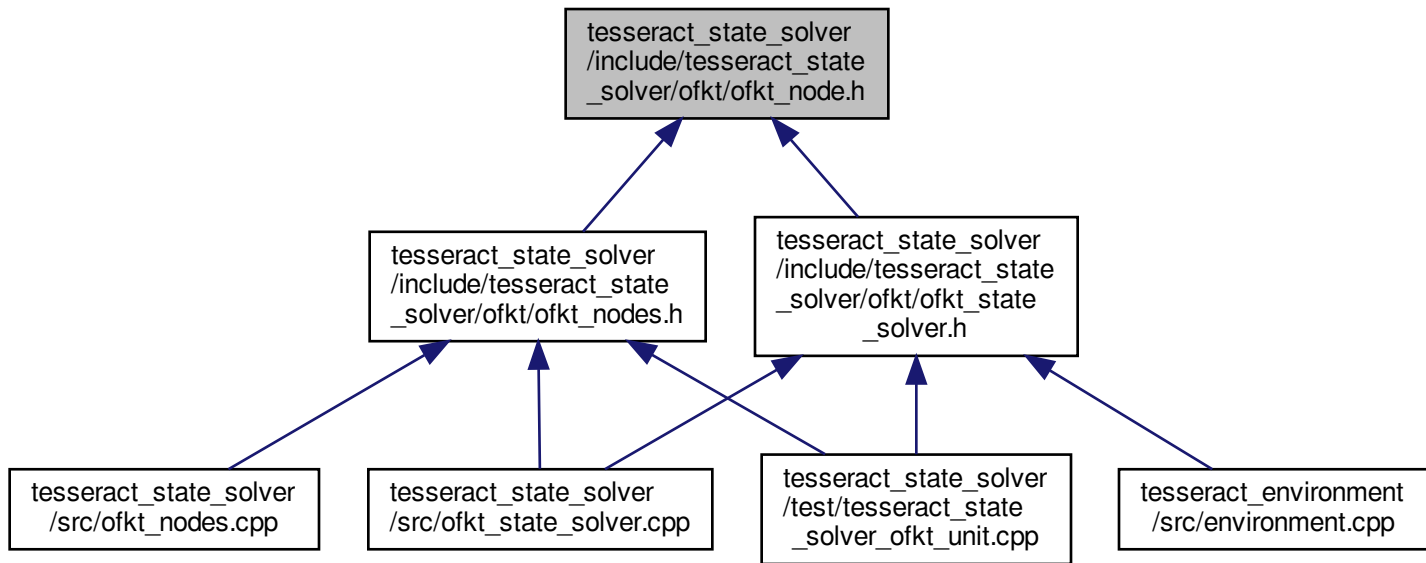 tesseract_state_solver
/include/tesseract_state
_solver/ofkt/ofkt_node.h
tesseract_state_solver
/include/tesseract_state
_solver/ofkt/ofkt_nodes.h
tesseract_state_solver
/include/tesseract_state
_solver/ofkt/ofkt_state
_solver.h
tesseract_state_solver
/src/ofkt_nodes.cpp
tesseract_state_solver
/src/ofkt_state_solver.cpp
tesseract_state_solver
/test/tesseract_state
_solver_ofkt_unit.cpp
tesseract_environment
/src/environment.cpp